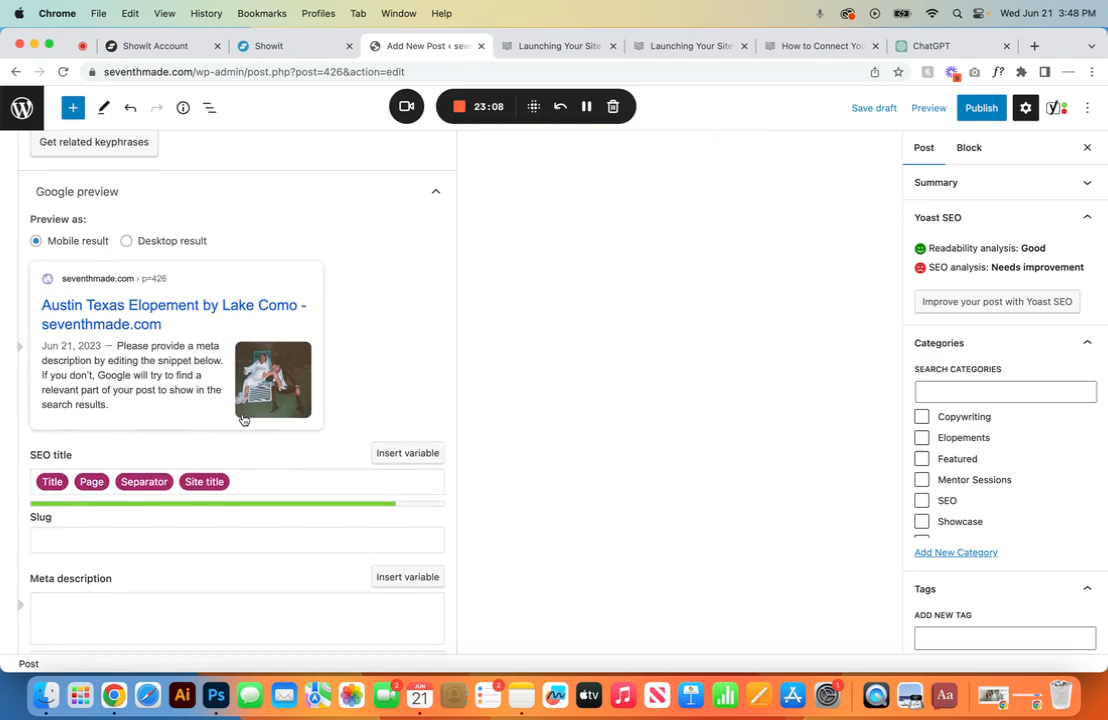 Chrome File Edit View History Bookmarks Profiles Tab Window Help Wed Jun 21 3:48 PM
Showit Account Showit Add New Post ‹ sev Launching Your Site Launching Your Site How to Connect You ChatGPT
seventhmade.com/wp-admin/post.php?post=426&action=edit
23:08 Save draft Preview Publish
Get related keyphrases
Post Block
Google preview
Summary
Preview as:
Yoast SEO
Mobile result Desktop result
Readability analysis: Good
SEO analysis: Needs improvement
seventhmade.com › p=426
Improve your post with Yoast SEO
Austin Texas Elopement by Lake Como -
seventhmade.com
Jun 21, 2023 – Please provide a meta
description by editing the snippet below.
If you don't, Google will try to find a
relevant part of your post to show in the
search results.
Categories
SEARCH CATEGORIES
Copywriting
Elopements
Featured
Mentor Sessions
SEO
Showcase
Add New Category
SEO title Insert variable
Title Page Separator Site title
Slug
Meta description Insert variable
Tags
ADD NEW TAG
Post
2 JUN 21 2 1